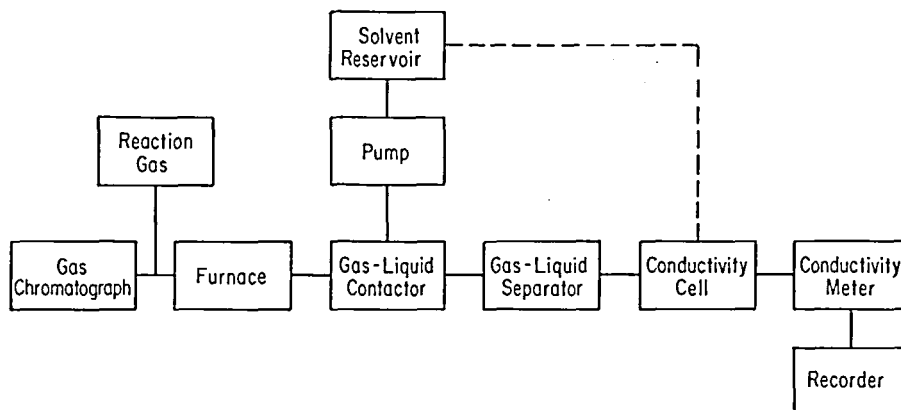 Solvent
Reservoir
Reaction
Gas
Pump
Gas
Chromatograph
Furnace
Gas-Liquid
Contactor
Gas-Liquid
Separator
Conductivity
Cell
Conductivity
Meter
Recorder